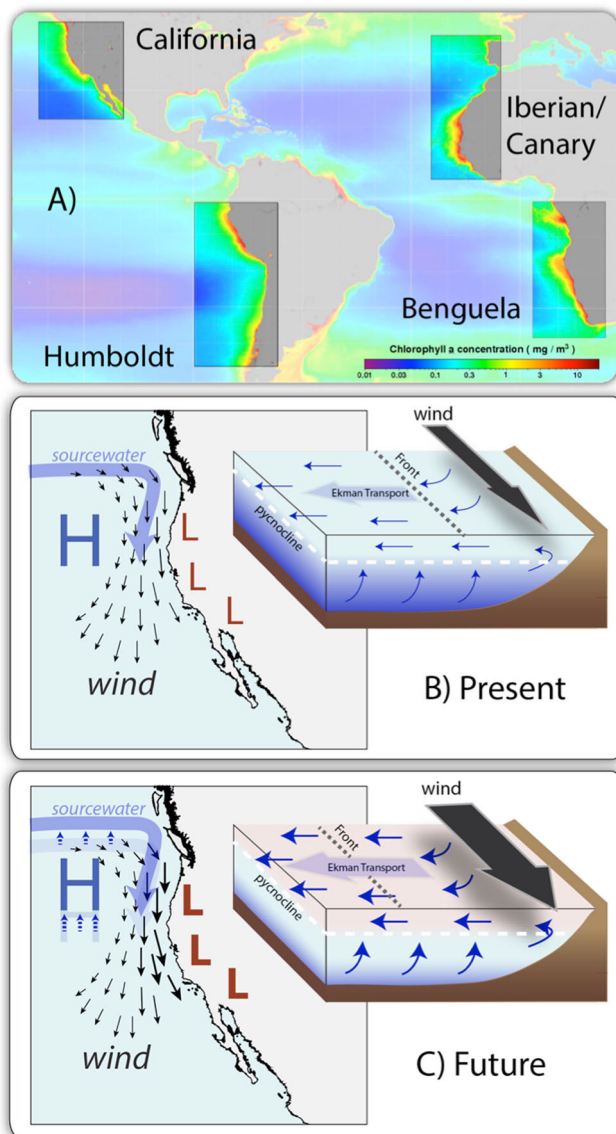 California
Iberian/
Canary
A)
Benguela
Humboldt
Chlorophyll a concentration ( mg / m³ )
0.01 0.03 0.1 0.3 1 3 10
sourcewater
H
L
L
L
wind
wind
Front
Ekman Transport
pycnocline
B) Present
sourcewater
H
L
L
L
wind
wind
Front
Ekman Transport
pycnocline
C) Future